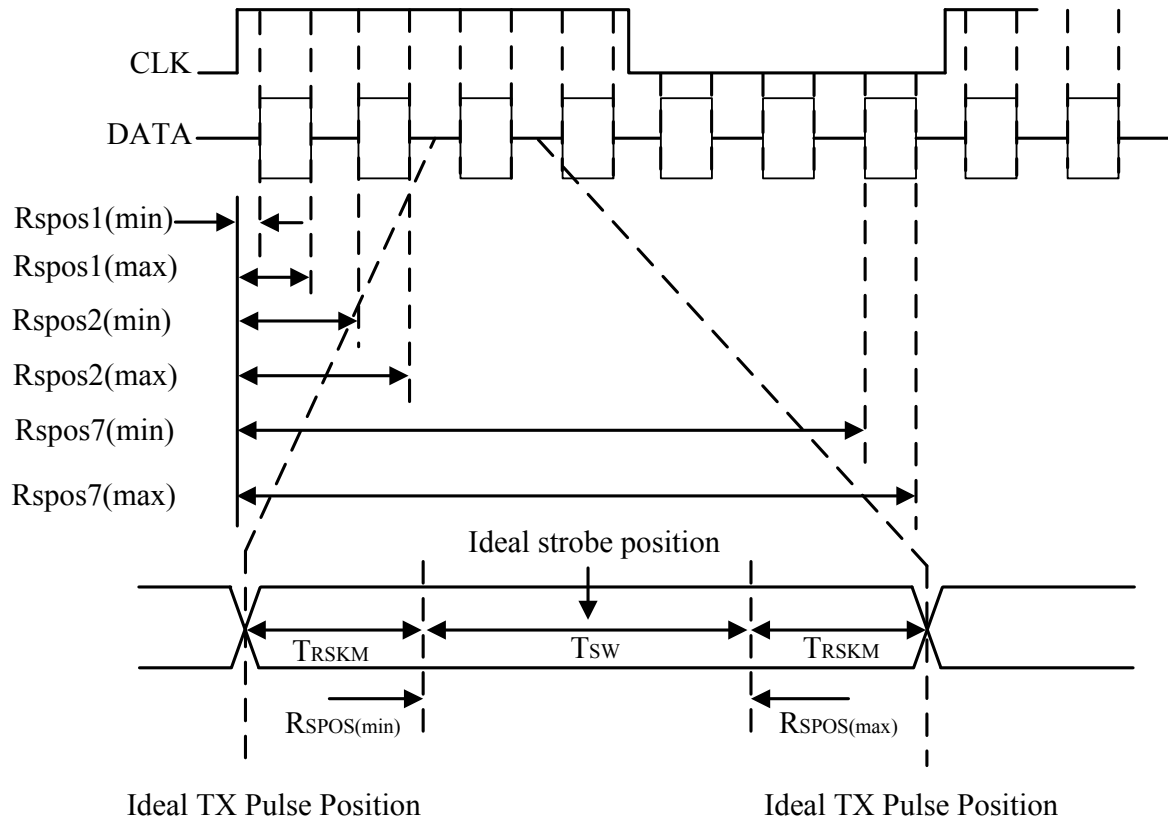 CLK
DATA
Rspos1(min)
Rspos1(max)
Rspos2(min)
Rspos2(max)
Rspos7(min)
Rspos7(max)
Ideal strobe position
TRSKM
TSW
TRSKM
RSPOS(min)
RSPOS(max)
Ideal TX Pulse Position
Ideal TX Pulse Position